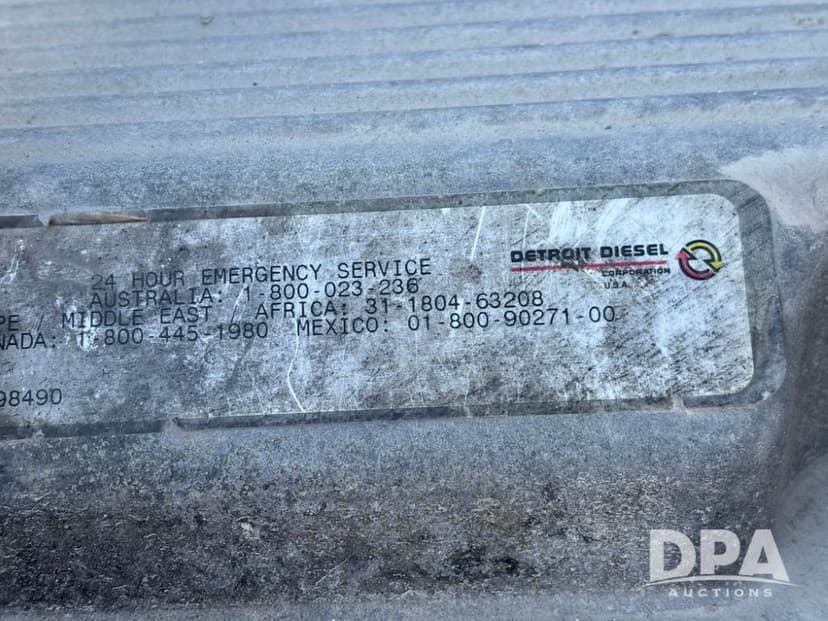 24 HOUR EMERGENCY SERVICE
AUSTRALIA: 1-800-023-236
PE / MIDDLE EAST / AFRICA: 31-1804-63208
NADA: 1-800-445-1980 MEXICO: 01-800-90271-00
98490
DETROIT DIESEL
CORPORATION
U.S.A.
DPA
AUCTIONS